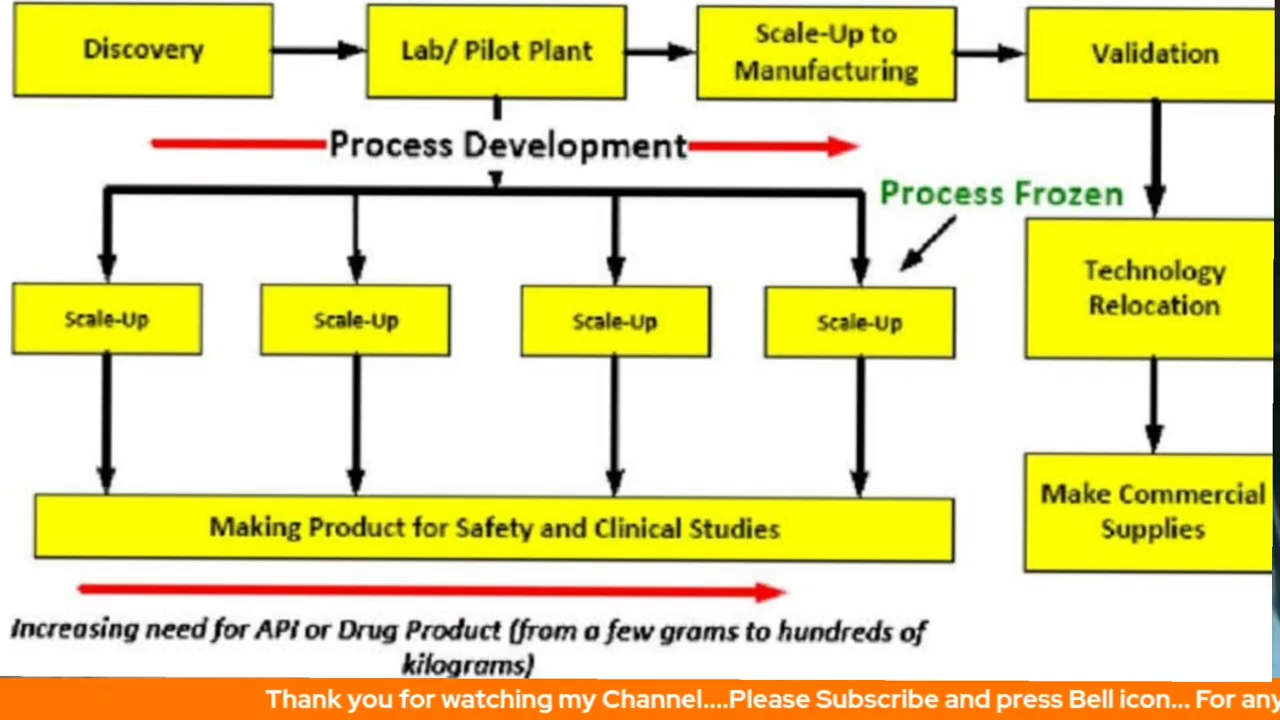 Discovery
Lab/ Pilot Plant
Scale-Up to
Manufacturing
Validation
Process Development
Process Frozen
Technology
Relocation
Scale-Up
Scale-Up
Scale-Up
Scale-Up
Make Commercial
Supplies
Making Product for Safety and Clinical Studies
Increasing need for API or Drug Product (from a few grams to hundreds of
kilograms)
Thank you for watching my Channel....Please Subscribe and press Bell icon... For any